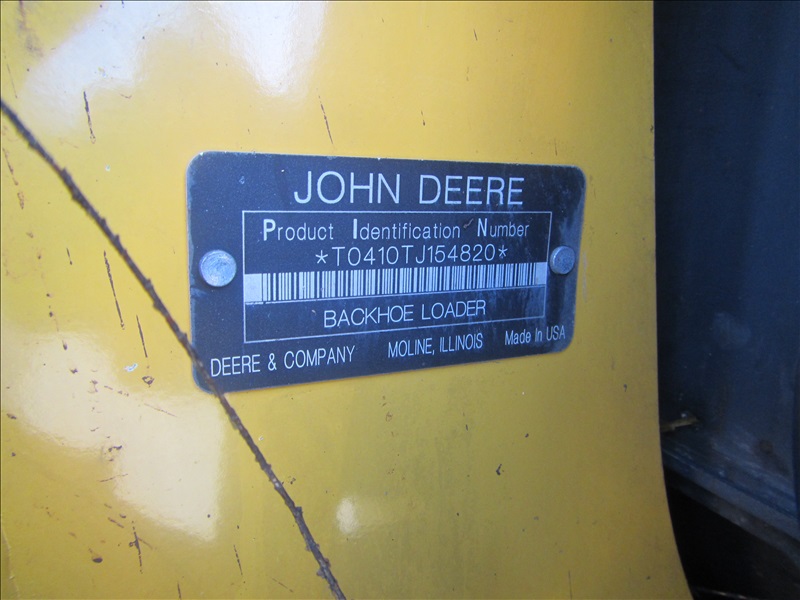 JOHN DEERE
Product Identification Number
*T0410TJ154820*
BACKHOE LOADER
DEERE & COMPANY MOLINE, ILLINOIS Made In USA